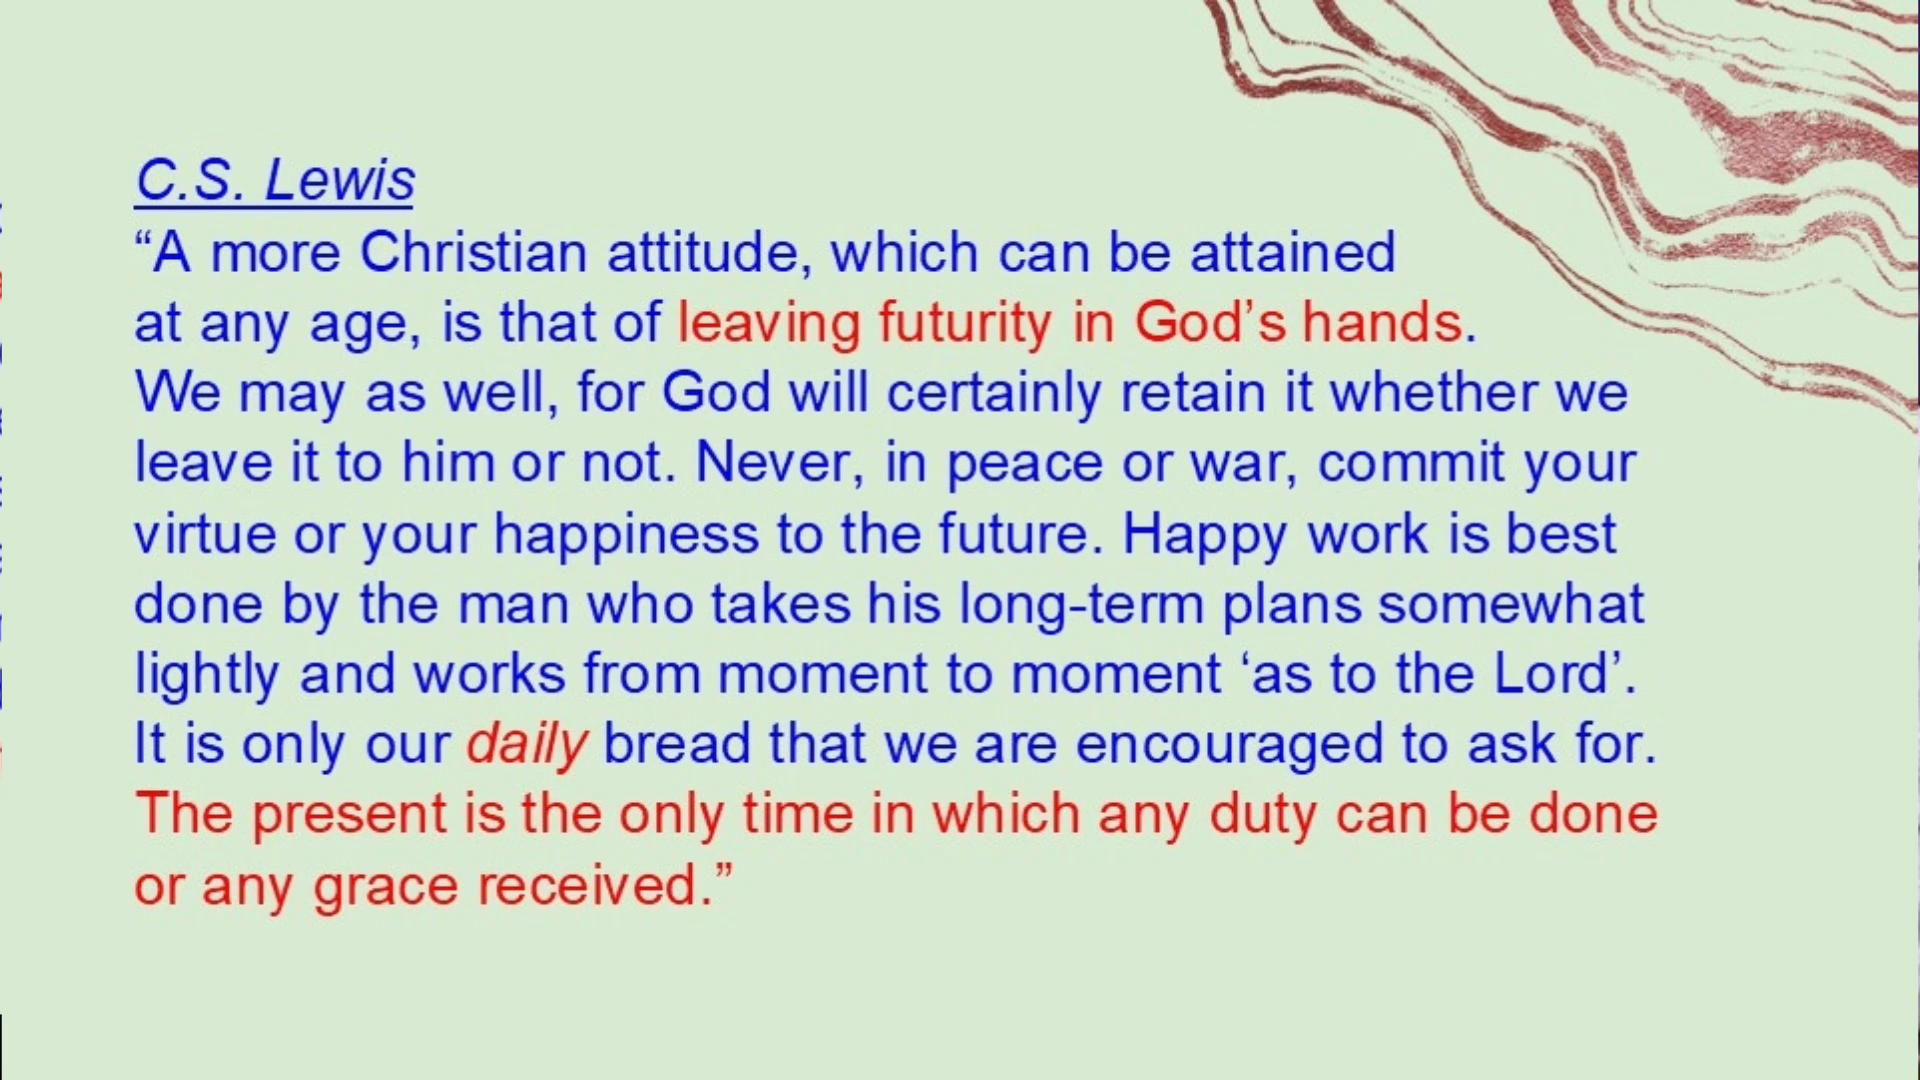 C.S. Lewis
“A more Christian attitude, which can be attained
at any age, is that of leaving futurity in God’s hands.
We may as well, for God will certainly retain it whether we
leave it to him or not. Never, in peace or war, commit your
virtue or your happiness to the future. Happy work is best
done by the man who takes his long-term plans somewhat
lightly and works from moment to moment ‘as to the Lord’.
It is only our daily bread that we are encouraged to ask for.
The present is the only time in which any duty can be done
or any grace received.”